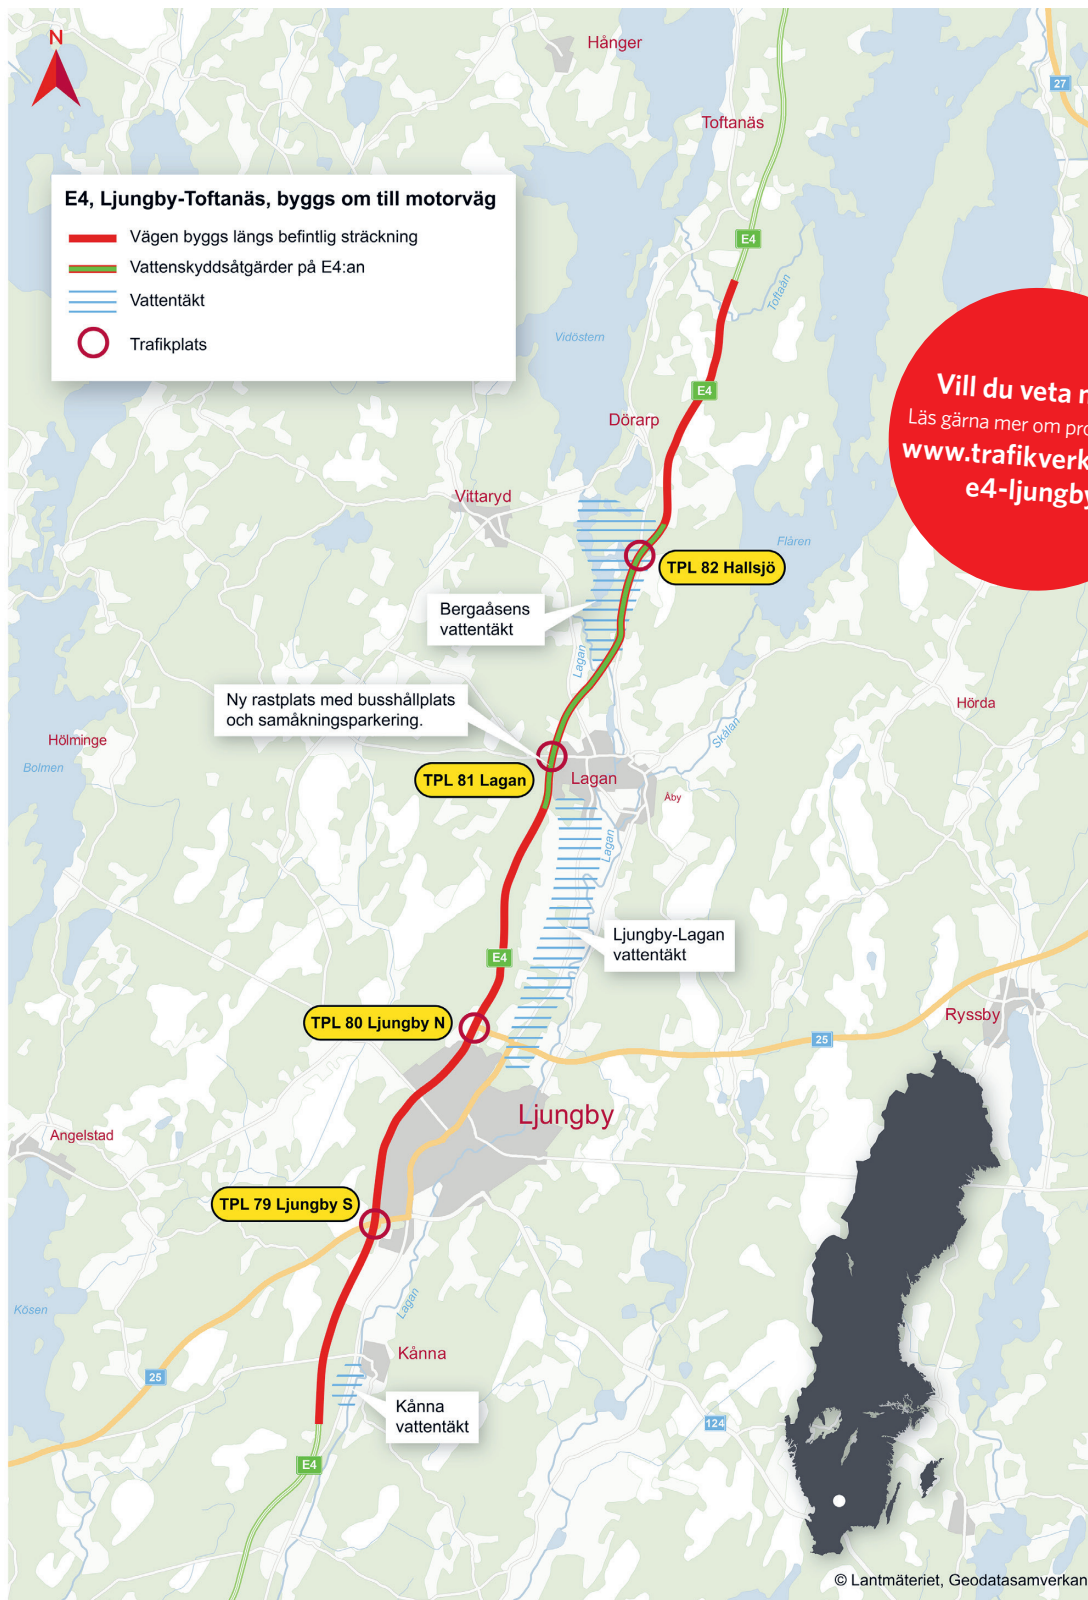 N
Hånger
27
Toftanäs
E4, Ljungby-Toftanäs, byggs om till motorväg
Vägen byggs längs befintlig sträckning
Vattenskyddsåtgärder på E4:an
Vattentäkt
Trafikplats
E4
Toftaån
Vidöstern
E4
Vill du veta
Läs gärna mer om
www.trafikverk
e4-ljungby
Dörarp
Vittaryd
Flåren
TPL 82 Hallsjö
Bergaåsens
vattentäkt
Lagan
Ny rastplats med busshållplats
och samåkningsparkering.
Hörda
Skålån
Hölminge
Bolmen
TPL 81 Lagan
Lagan
Åby
Lagan
Ljungby-Lagan
vattentäkt
E4
TPL 80 Ljungby N
Ryssby
25
Ljungby
Angelstad
TPL 79 Ljungby S
Lagan
Kösen
Kånna
25
Kånna
vattentäkt
124
E4
© Lantmäteriet, Geodatasamverkan